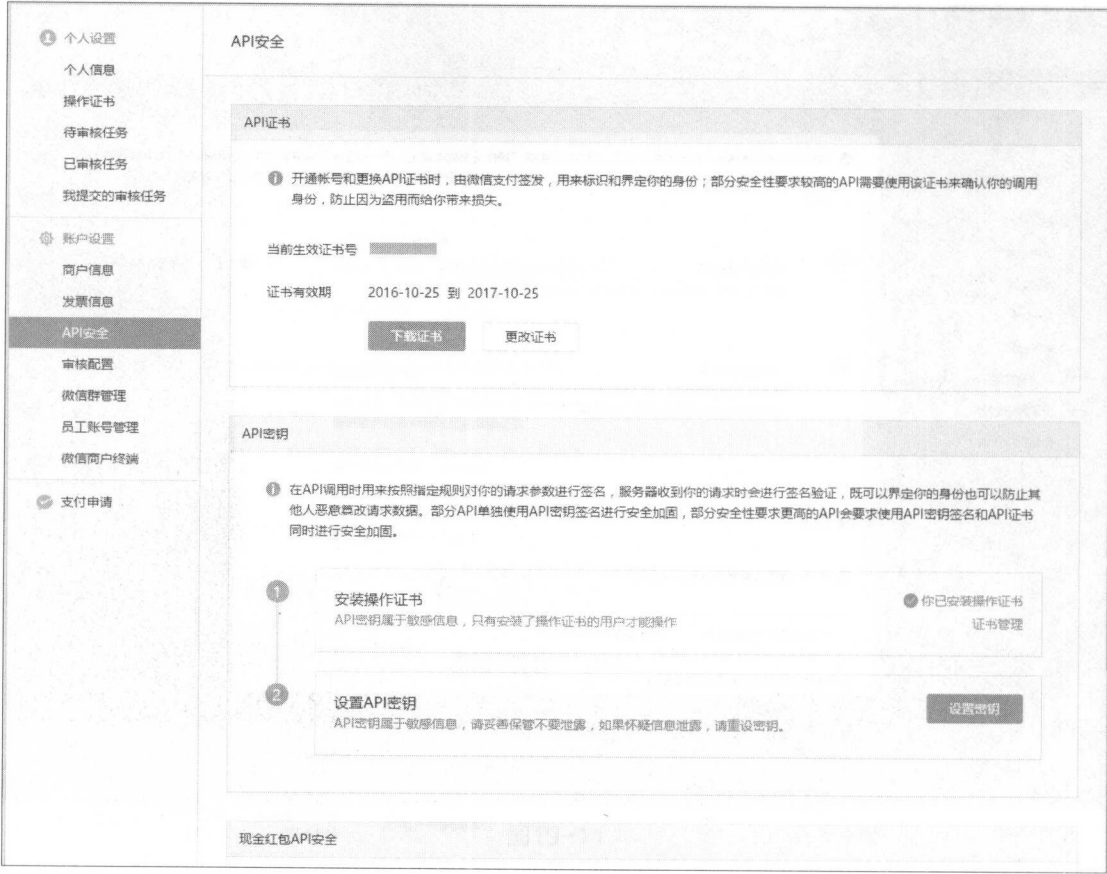 个人设置
个人信息
操作证书
待审核任务
已审核任务
我提交的审核任务
账户设置
商户信息
发票信息
API安全
审核配置
微信群管理
员工账号管理
微信商户终端
支付申请
API安全
API证书
开通帐号和更换API证书时，由微信支付签发，用来标识和界定你的身份；部分安全性要求较高的API需要使用该证书来确认你的调用
身份，防止因为盗用而给你带来损失。
当前生效证书号
证书有效期 2016-10-25 到 2017-10-25
下载证书 更改证书
API密钥
在API调用时用来按照指定规则对你的请求参数进行签名，服务器收到你的请求时会进行签名验证，既可以界定你的身份也可以防止其
他人恶意篡改请求数据。部分API单独使用API密钥签名进行安全加固，部分安全性要求更高的API会要求使用API密钥签名和API证书
同时进行安全加固。
1
安装操作证书
API密钥属于敏感信息，只有安装了操作证书的用户才能操作
你已安装操作证书
证书管理
2
设置API密钥
API密钥属于敏感信息，请妥善保管不要泄露，如果怀疑信息泄露，请重设密钥。
设置密钥
现金红包API安全